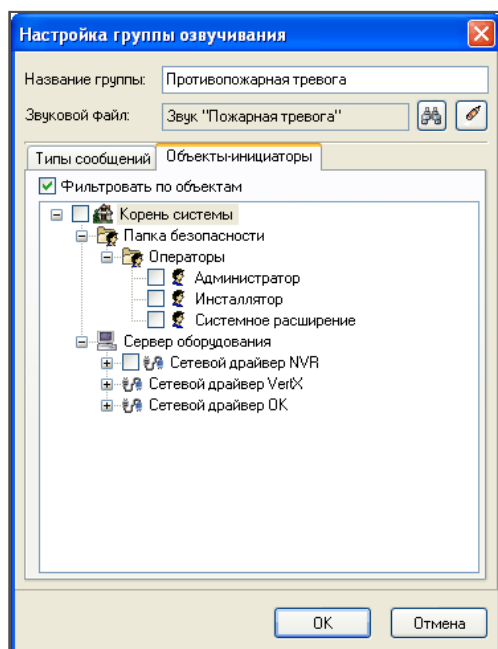 Настройка группы озвучивания
Название группы: Противопожарная тревога
Звуковой файл: Звук "Пожарная тревога"
Типы сообщений Объекты-инициаторы
Фильтровать по объектам
Корень системы
Папка безопасности
Операторы
Администратор
Инсталлятор
Системное расширение
Сервер оборудования
Сетевой драйвер NVR
Сетевой драйвер VertX
Сетевой драйвер OK
OK Отмена